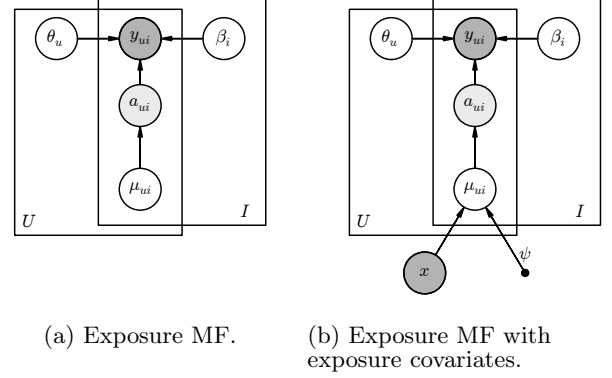 θ_u y_ui β_i
a_ui
μ_ui
U I
(a) Exposure MF.
θ_u y_ui β_i
a_ui
μ_ui
U I
x ψ
(b) Exposure MF with
exposure covariates.